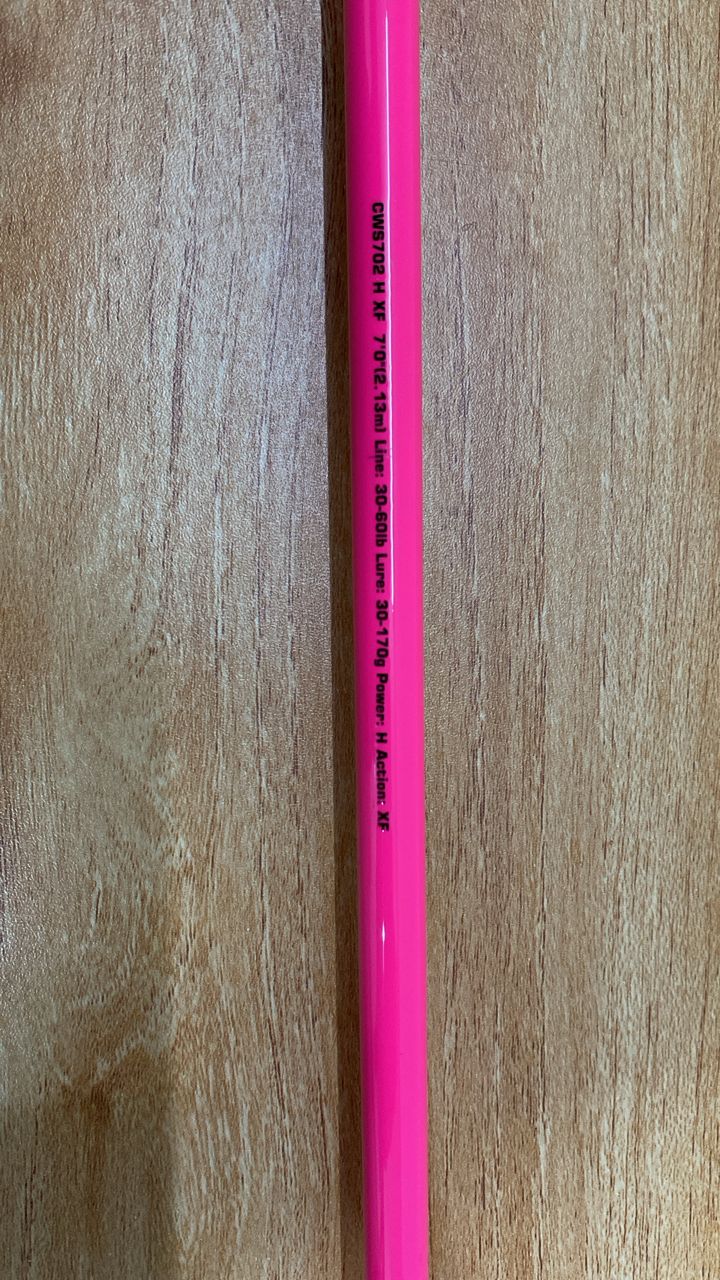 CWS702 H XF 7'0"(2.13m) Line: 30-60lb Lure: 30-170g Power: H Action: XF